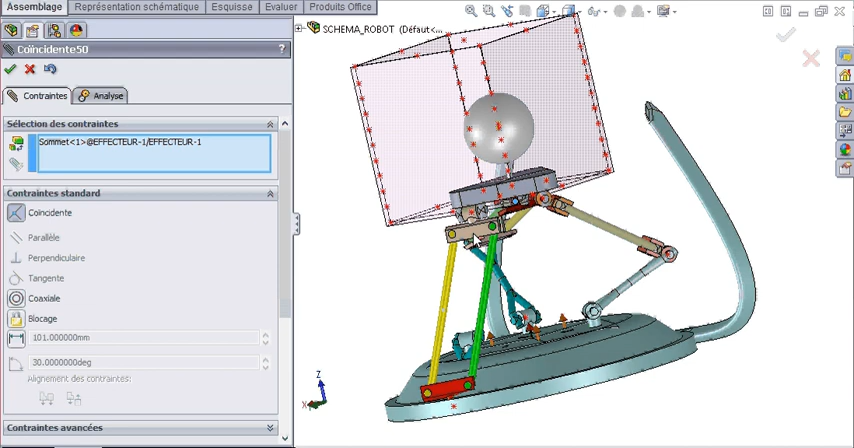 Assemblage
Représentation schématique
Esquisse
Evaluer
Produits Office
SCHEMA_ROBOT (Défaut<...
Coïncidente50
?
Contraintes
Analyse
Sélection des contraintes
Sommet<1>@EFFECTEUR-1/EFFECTEUR-1
Contraintes standard
Coïncidente
Parallèle
Perpendiculaire
Tangente
Coaxiale
Blocage
101.000000mm
30.0000000deg
Alignement des contraintes:
Contraintes avancées
Z
X